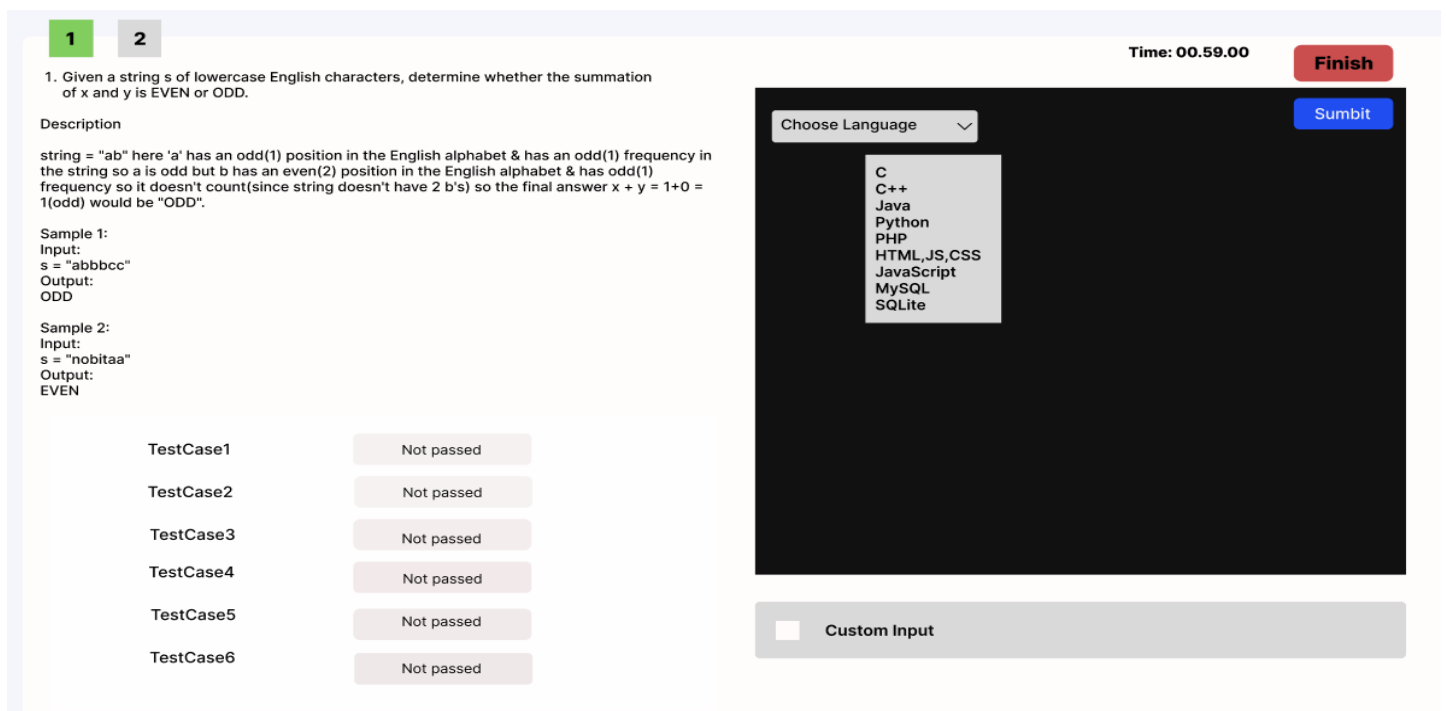 1
2
Time: 00.59.00
Finish
1. Given a string s of lowercase English characters, determine whether the summation
of x and y is EVEN or ODD.
Description
string = "ab" here 'a' has an odd(1) position in the English alphabet & has an odd(1) frequency in
the string so a is odd but b has an even(2) position in the English alphabet & has odd(1)
frequency so it doesn't count(since string doesn't have 2 b's) so the final answer x + y = 1+0 =
1(odd) would be "ODD".
Sample 1:
Input:
s = "abbbcc"
Output:
ODD
Sample 2:
Input:
s = "nobitaa"
Output:
EVEN
TestCase1 Not passed
TestCase2 Not passed
TestCase3 Not passed
TestCase4 Not passed
TestCase5 Not passed
TestCase6 Not passed
Sumbit
Choose Language
C
C++
Java
Python
PHP
HTML,JS,CSS
JavaScript
MySQL
SQLite
Custom Input